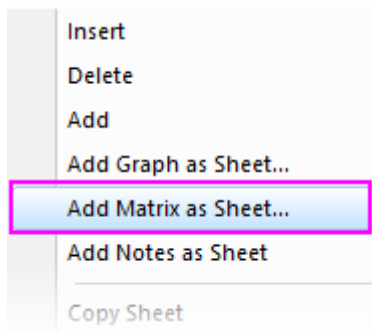 Insert
Delete
Add
Add Graph as Sheet...
Add Matrix as Sheet...
Add Notes as Sheet
Copy Sheet